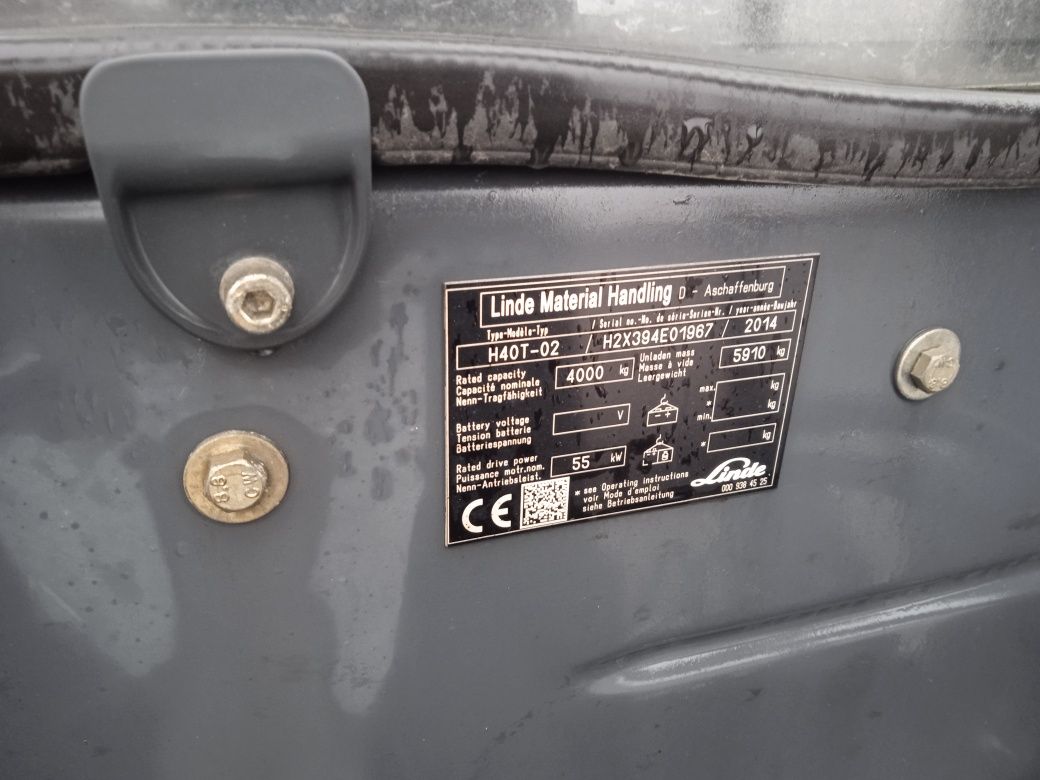 Linde Material Handling D - Aschaffenburg
Type-Modèle-Typ / Serial no.-No. de série-Serien-Nr. / year-année-Baujahr
H40T-02 / H2X394E01967 / 2014
Rated capacity
Capacité nominale
Nenn-Tragfähigkeit
4000 kg
Unladen mass
Masse à vide
Leergewicht
5910 kg
Battery voltage
Tension batterie
Batteriespannung
V
max. kg
* kg
min.
Rated drive power
Puissance motr.nom.
Nenn-Antriebsleist.
55 kW
* kg
CE
* see Operating instructions
voir Mode d'emploi
siehe Betriebsanleitung
Linde
000 938 45 25
8.8